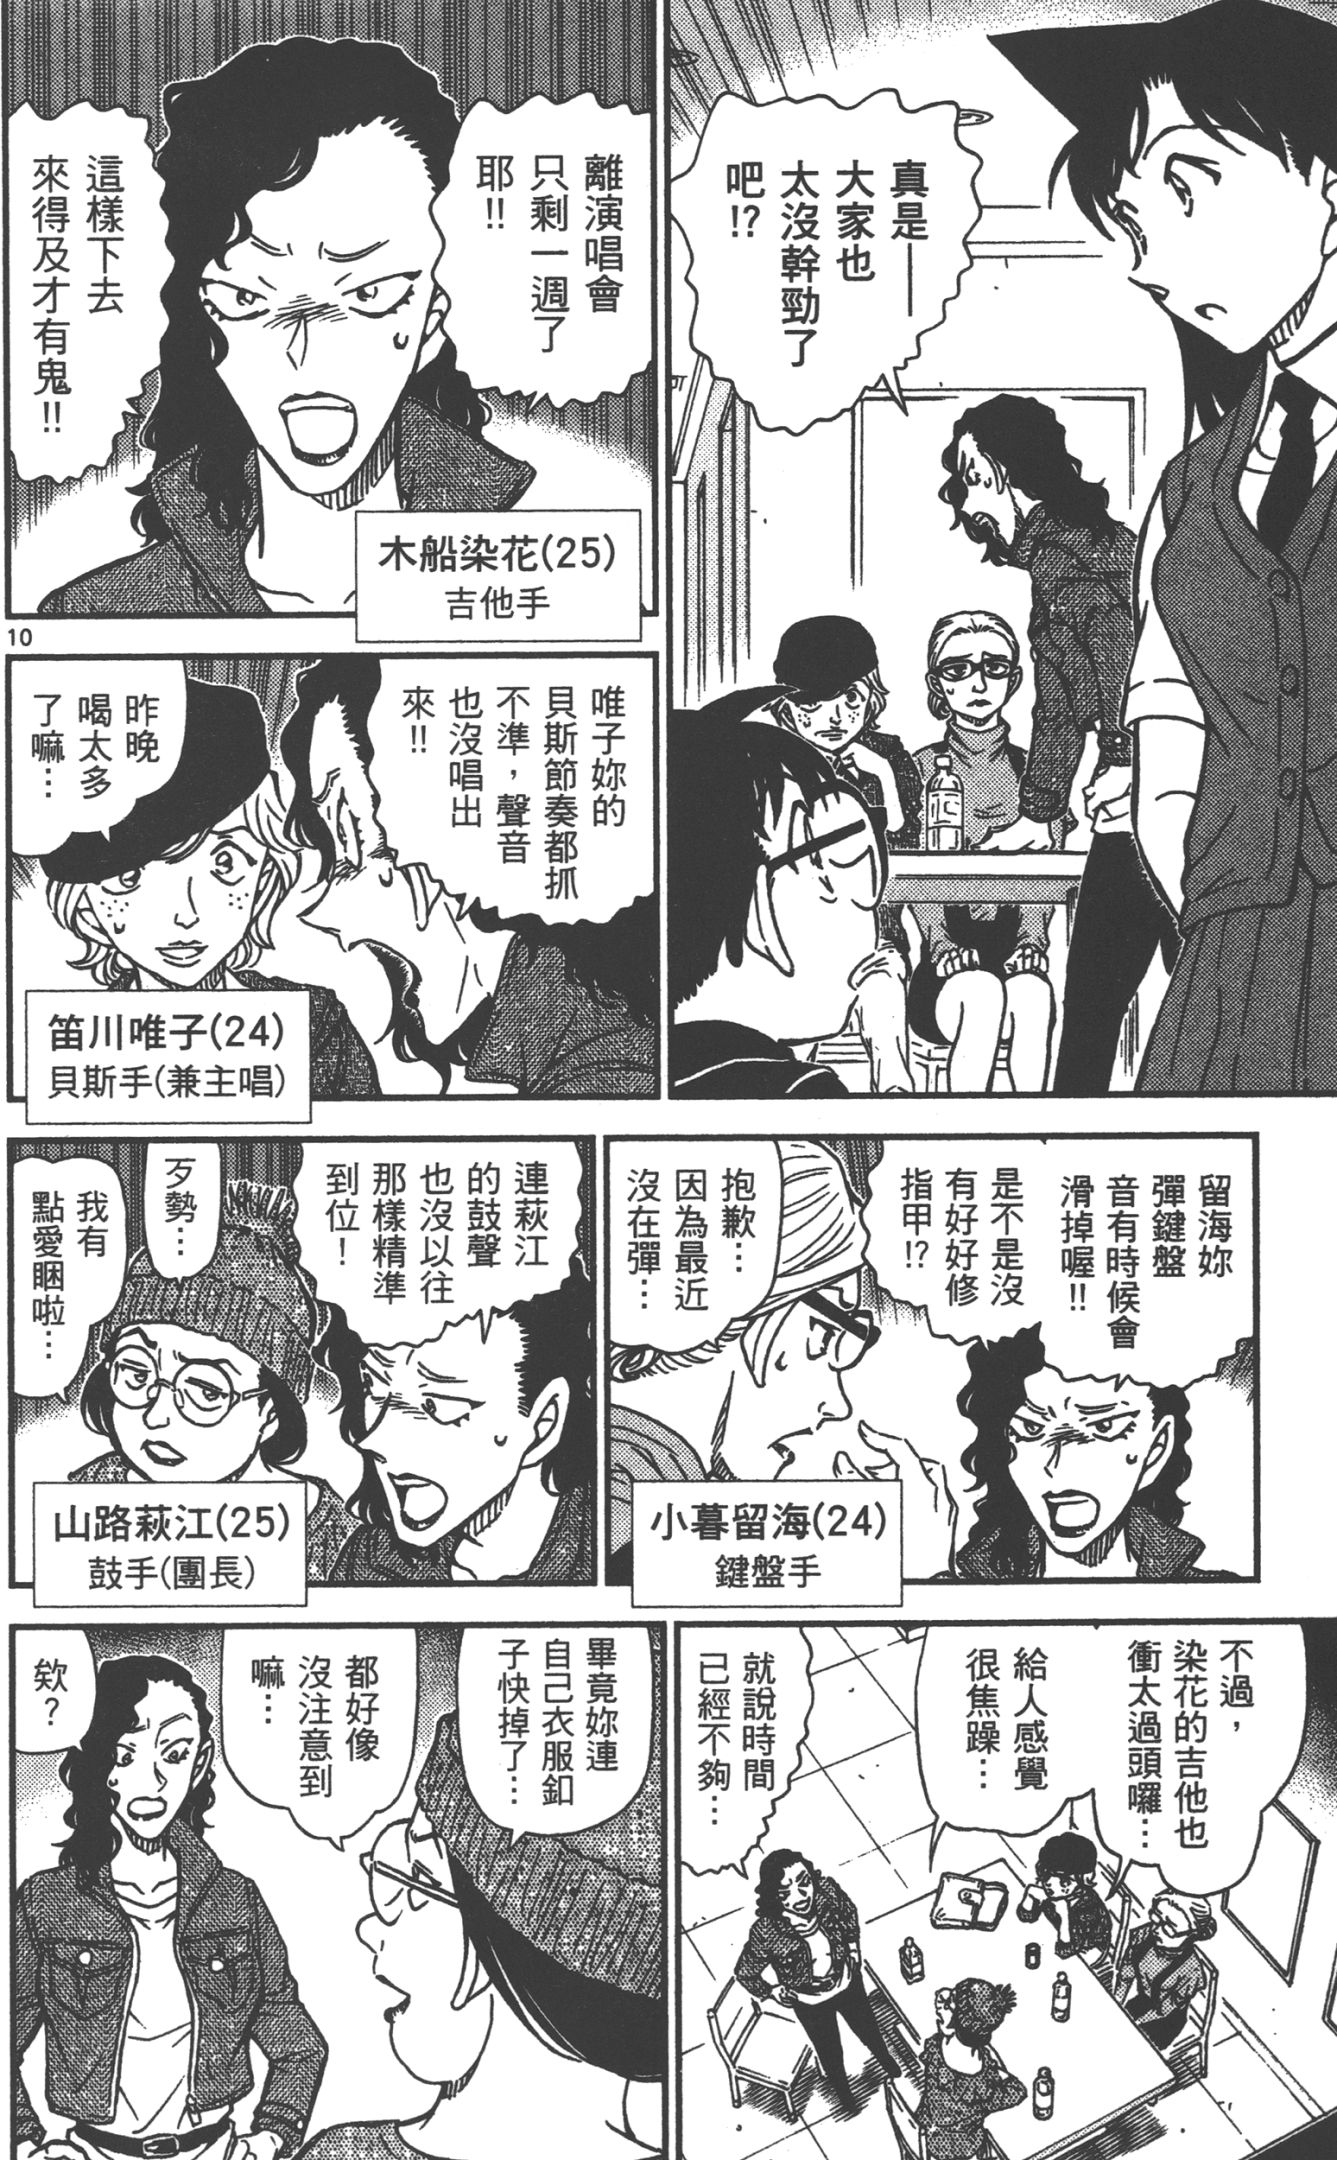 真是——
大家也
太沒幹勁了
吧!?
離演唱會
只剩一週了
耶!!
這樣下去
來得及才有鬼!!
木船染花(25)
吉他手
10
唯子妳的
貝斯節奏都抓
不準，聲音
也沒唱出
來!!
昨晚
喝太多
了嘛…
笛川唯子(24)
貝斯手(兼主唱)
留海妳
彈鍵盤
音有時候會
滑掉喔!!
是不是沒
有好好修
指甲!?
抱歉…
因為最近
沒在彈…
小暮留海(24)
鍵盤手
連萩江
的鼓聲
也沒以往
那樣精準
到位!
歹勢…
我有
點愛睏啦…
山路萩江(25)
鼓手(團長)
不過，
染花的吉他也
衝太過頭囉…
給人感覺
很焦躁…
就說時間
已經不夠…
畢竟妳連
自己衣服釦
子快掉了…
都好像
沒注意到
嘛…
欸?